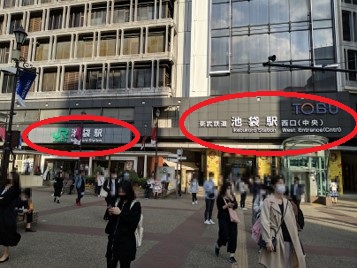 TOBU
池袋駅
東武鉄道 池袋駅 西口(中央)
Ikebukuro Station West Entrance(Cntrl)